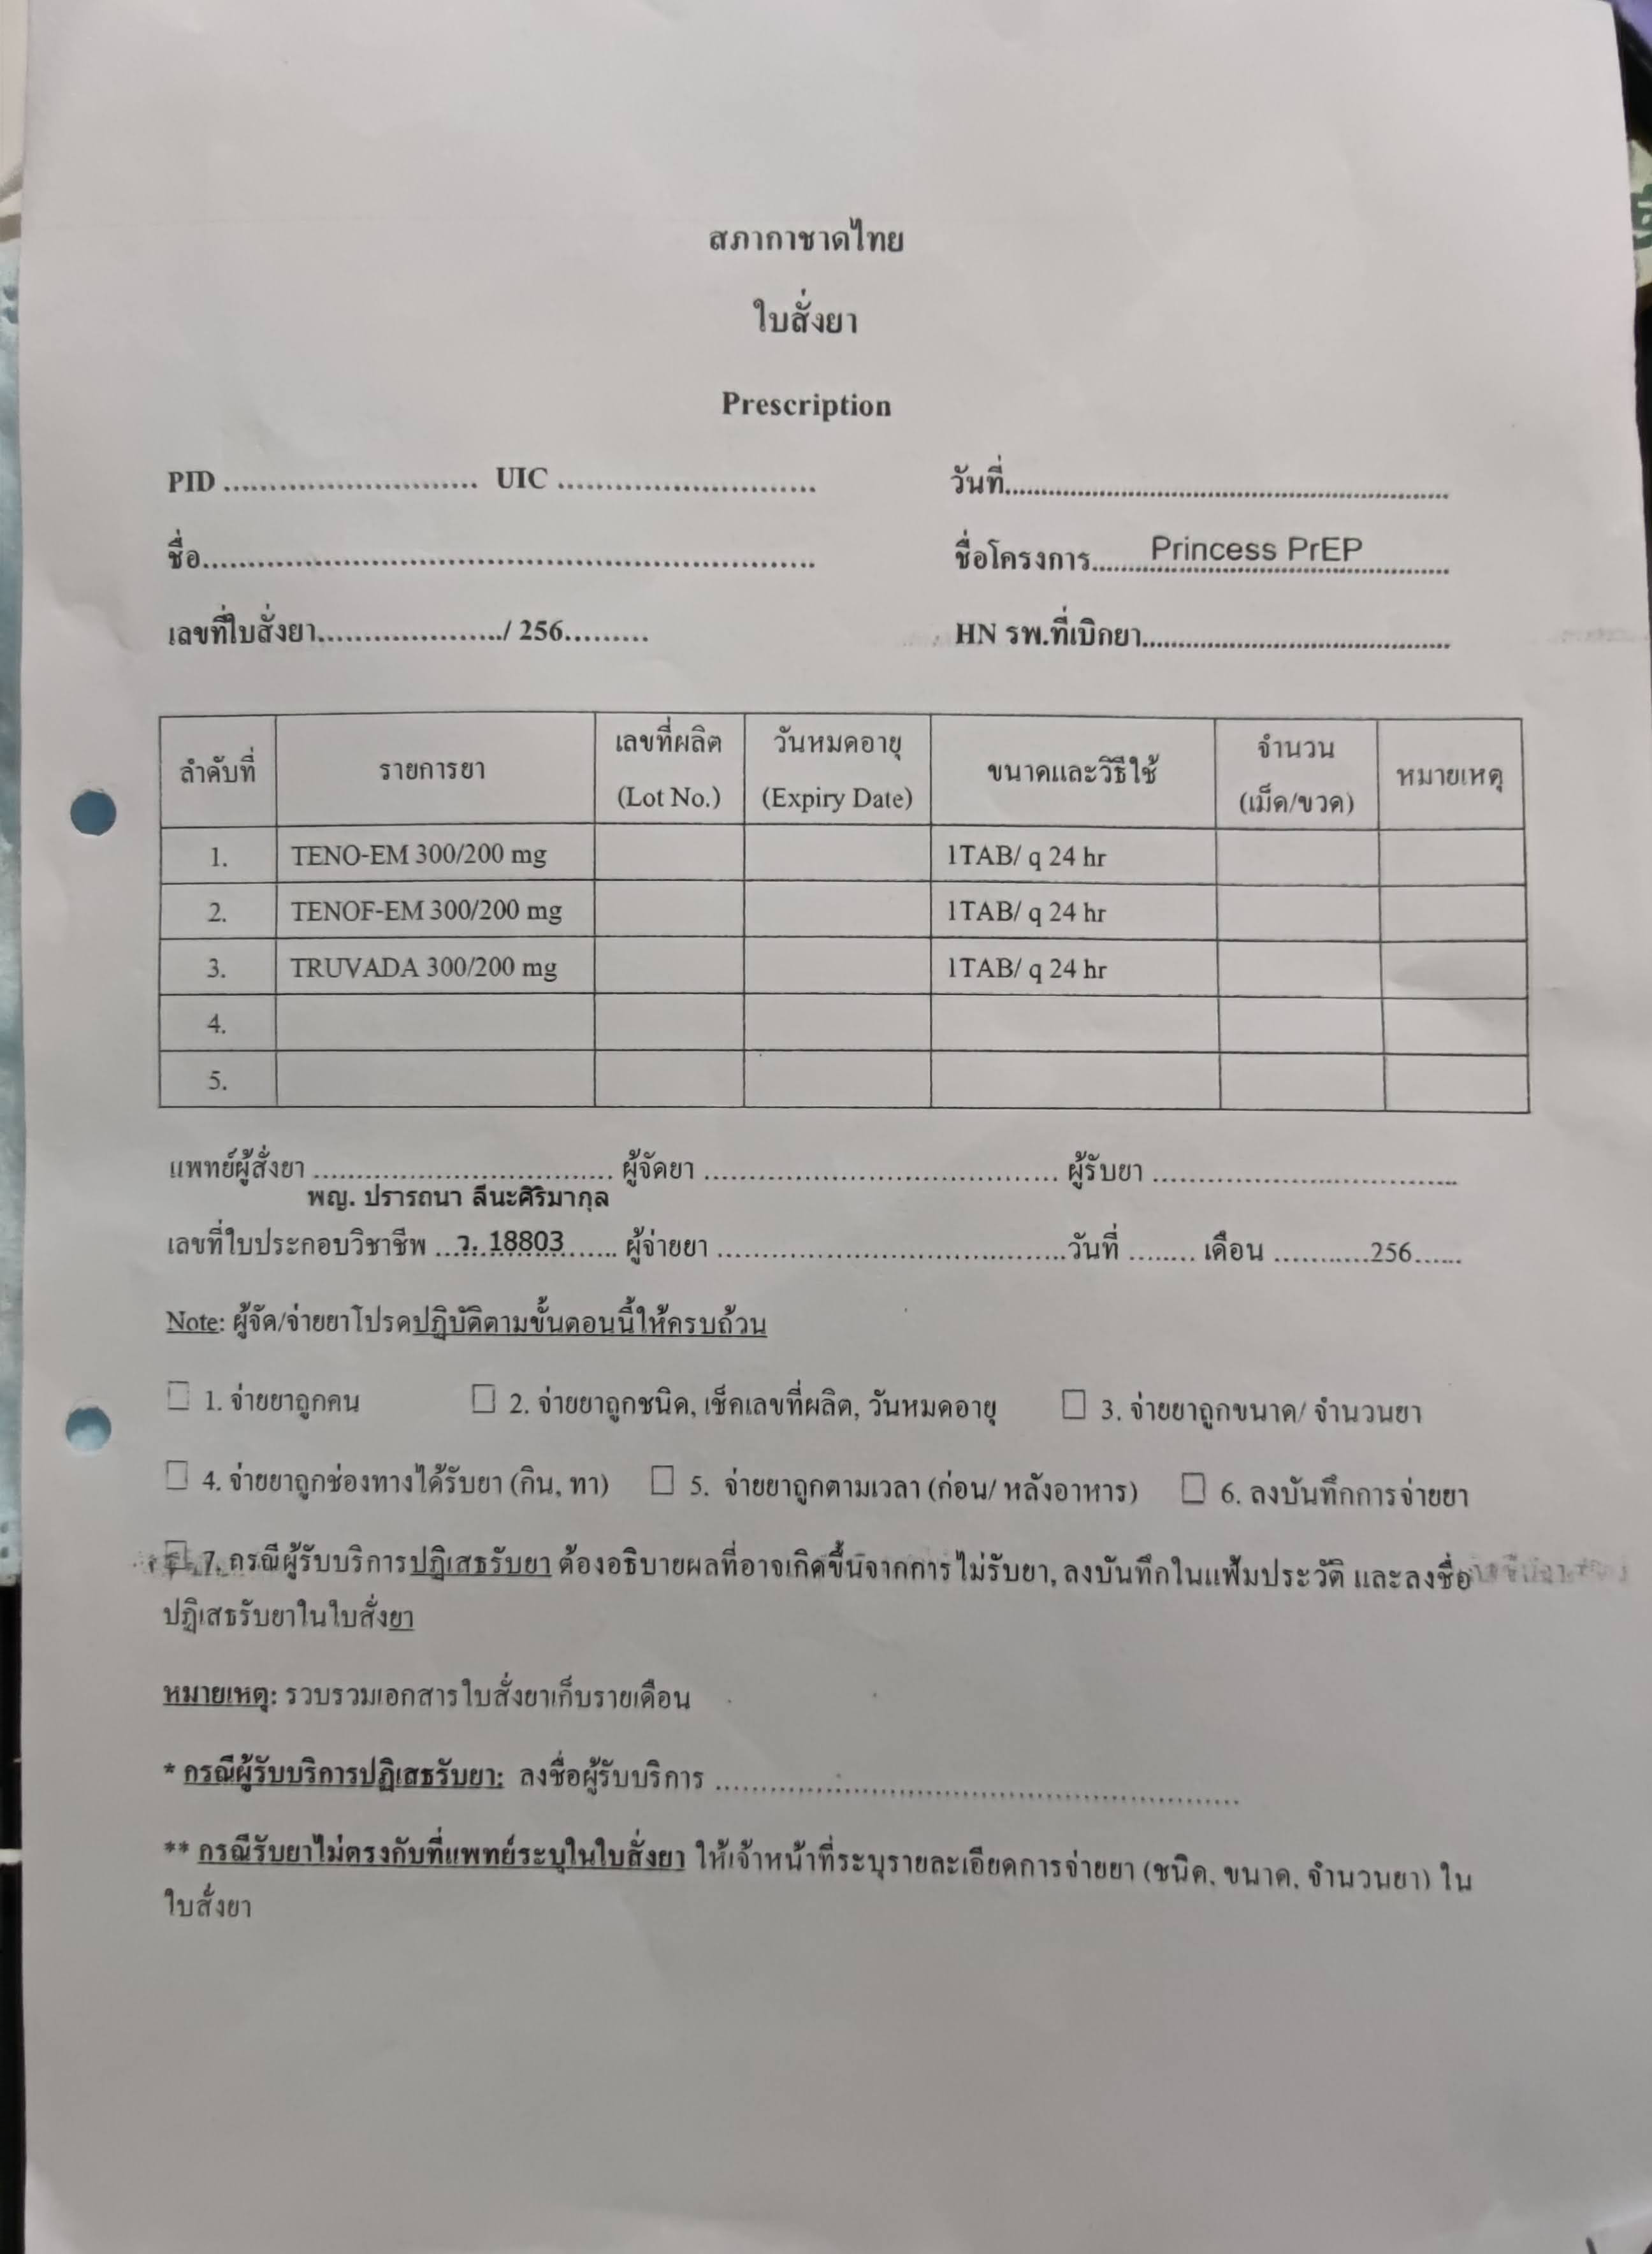 สภากาชาดไทย
ใบสั่งยา
Prescription
PID ........................... UIC ........................... วันที่...........................
ชื่อ........................... ชื่อโครงการ......Princess PrEP.........
เลขที่ใบสั่งยา..................../ 256......... HN รพ.ที่เบิกยา...........................
ลำดับที่ รายการยา เลขที่ผลิต (Lot No.) วันหมดอายุ (Expiry Date) ขนาดและวิธีใช้ จำนวน (เม็ด/ขวด) หมายเหตุ
1. TENO-EM 300/200 mg 1TAB/ q 24 hr
2. TENOF-EM 300/200 mg 1TAB/ q 24 hr
3. TRUVADA 300/200 mg 1TAB/ q 24 hr
4.
5.
แพทย์ผู้สั่งยา ........................... ผู้จัดยา ........................... ผู้รับยา ...........................
พญ. ปรารถนา ลีนะศิริมากุล
เลขที่ใบประกอบวิชาชีพ ...ว. 18803...... ผู้จ่ายยา ...........................วันที่ ........ เดือน ...........256......
Note: ผู้จัด/จ่ายยาโปรดปฏิบัติตามขั้นตอนนี้ให้ครบถ้วน
☐ 1. จ่ายยาถูกคน ☐ 2. จ่ายยาถูกชนิด, เช็คเลขที่ผลิต, วันหมดอายุ ☐ 3. จ่ายยาถูกขนาด/ จำนวนยา
☐ 4. จ่ายยาถูกช่องทางได้รับยา (กิน, ทา) ☐ 5. จ่ายยาถูกตามเวลา (ก่อน/ หลังอาหาร) ☐ 6. ลงบันทึกการจ่ายยา
☐ 7. กรณีผู้รับบริการปฏิเสธรับยา ต้องอธิบายผลที่อาจเกิดขึ้นจากการไม่รับยา, ลงบันทึกในแฟ้มประวัติ และลงชื่อ
ปฏิเสธรับยาในใบสั่งยา
หมายเหตุ: รวบรวมเอกสารใบสั่งยาเก็บรายเดือน
* กรณีผู้รับบริการปฏิเสธรับยา: ลงชื่อผู้รับบริการ ...........................
** กรณีรับยาไม่ตรงกับที่แพทย์ระบุในใบสั่งยา ให้เจ้าหน้าที่ระบุรายละเอียดการจ่ายยา (ชนิด, ขนาด, จำนวนยา) ใน
ใบสั่งยา